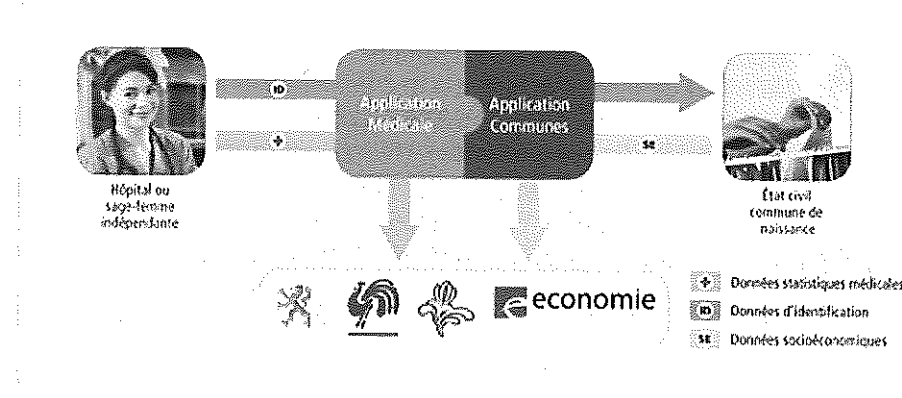 ID
+
Application
Médicale
Application
Communes
SE
Hôpital ou
sage-femme
indépendante
État civil
commune de
naissance
economie
+ Données statistiques médicales
ID Données d'identification
SE Données socioéconomiques